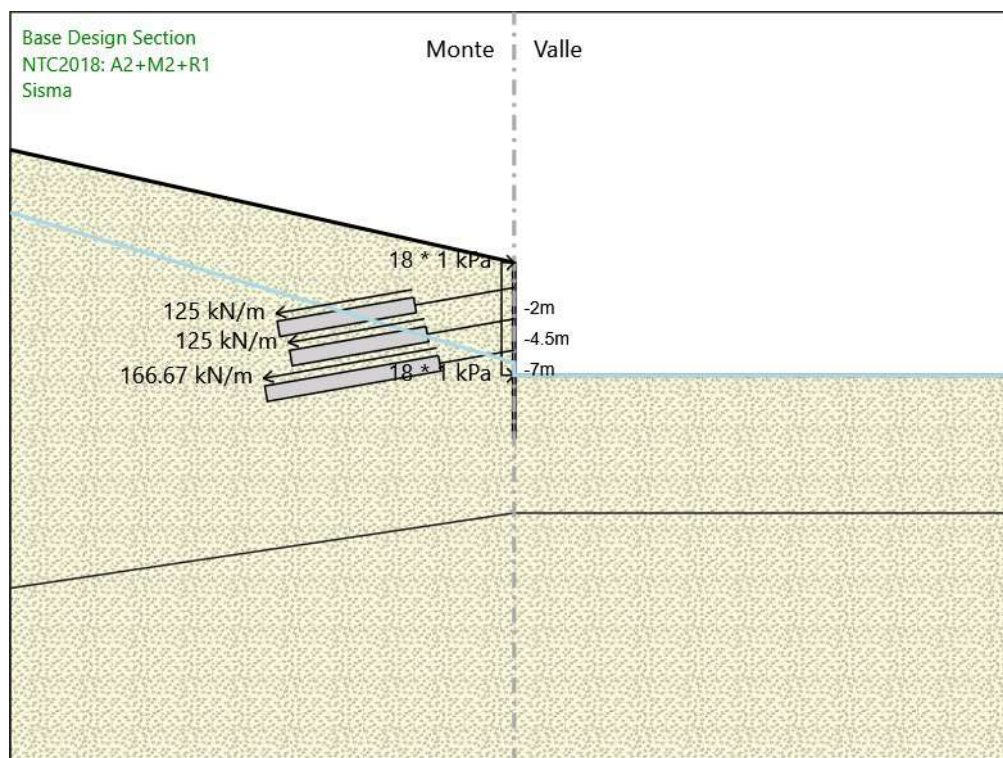 Base Design Section
NTC2018: A2+M2+R1
Sisma
Monte
Valle
18 * 1 kPa
125 kN/m
-2m
125 kN/m
-4.5m
166.67 kN/m
18 * 1 kPa
-7m